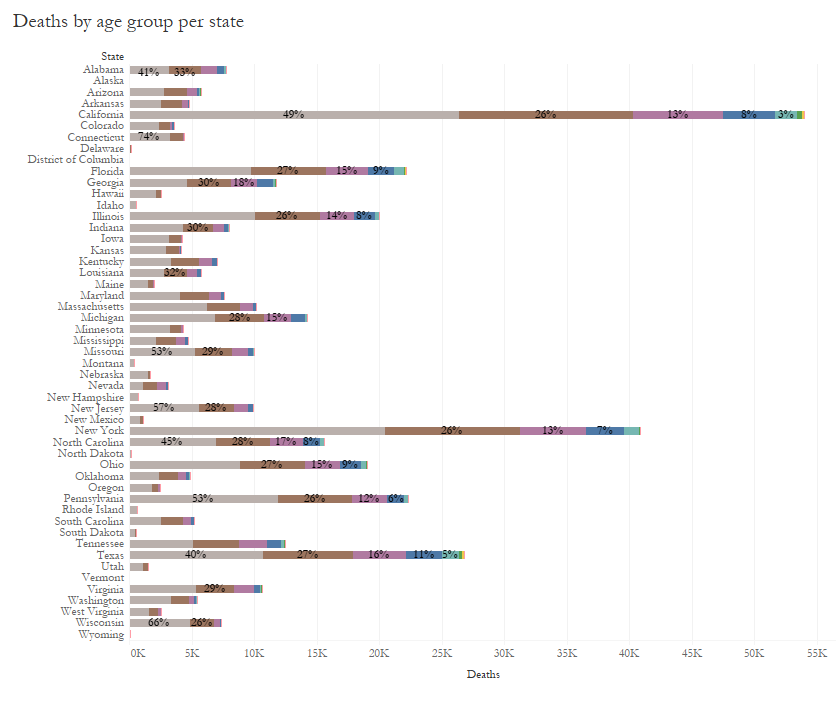 Deaths by age group per state
State
Alabama 41% 33%
Alaska
Arizona
Arkansas
California 49% 26% 13% 8% 3%
Colorado
Connecticut 74%
Delaware
District of Columbia
Florida 27% 15% 9%
Georgia 30% 18%
Hawaii
Idaho
Illinois 26% 14% 8%
Indiana 30%
Iowa
Kansas
Kentucky
Louisiana 32%
Maine
Maryland
Massachusetts
Michigan 28% 15%
Minnesota
Mississippi
Missouri 53% 29%
Montana
Nebraska
Nevada
New Hampshire
New Jersey 57% 28%
New Mexico
New York 26% 13% 7%
North Carolina 45% 28% 17% 8%
North Dakota
Ohio 27% 15% 9%
Oklahoma
Oregon
Pennsylvania 53% 26% 12% 6%
Rhode Island
South Carolina
South Dakota
Tennessee
Texas 40% 27% 16% 11% 5%
Utah
Vermont
Virginia 29%
Washington
West Virginia
Wisconsin 66% 26%
Wyoming
0K 5K 10K 15K 20K 25K 30K 35K 40K 45K 50K 55K
Deaths